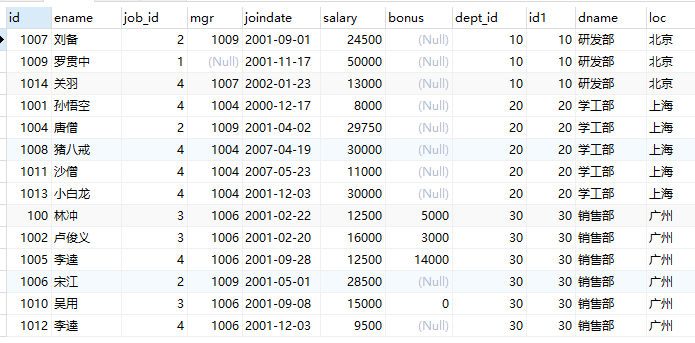 id ename job_id mgr joindate salary bonus dept_id id1 dname loc
1007 刘备 2 1009 2001-09-01 24500 (Null) 10 10 研发部 北京
1009 罗贯中 1 (Null) 2001-11-17 50000 (Null) 10 10 研发部 北京
1014 关羽 4 1007 2002-01-23 13000 (Null) 10 10 研发部 北京
1001 孙悟空 4 1004 2000-12-17 8000 (Null) 20 20 学工部 上海
1004 唐僧 2 1009 2001-04-02 29750 (Null) 20 20 学工部 上海
1008 猪八戒 4 1004 2007-04-19 30000 (Null) 20 20 学工部 上海
1011 沙僧 4 1004 2007-05-23 11000 (Null) 20 20 学工部 上海
1013 小白龙 4 1004 2001-12-03 30000 (Null) 20 20 学工部 上海
100 林冲 3 1006 2001-02-22 12500 5000 30 30 销售部 广州
1002 卢俊义 3 1006 2001-02-20 16000 3000 30 30 销售部 广州
1005 李逵 4 1006 2001-09-28 12500 14000 30 30 销售部 广州
1006 宋江 2 1009 2001-05-01 28500 (Null) 30 30 销售部 广州
1010 吴用 3 1006 2001-09-08 15000 0 30 30 销售部 广州
1012 李逵 4 1006 2001-12-03 9500 (Null) 30 30 销售部 广州